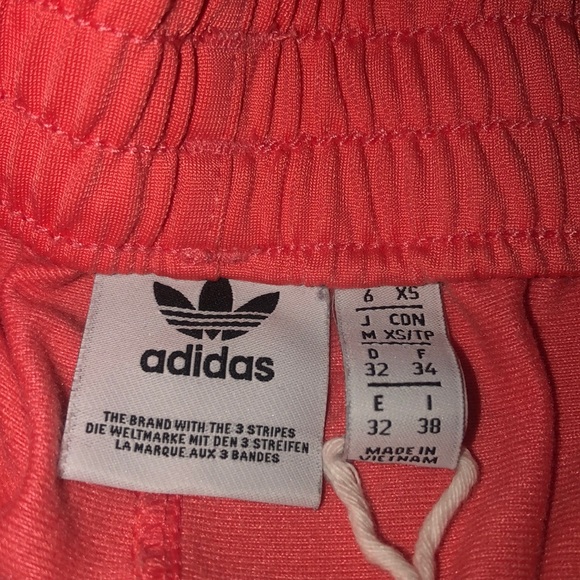 adidas
THE BRAND WITH THE 3 STRIPES
DIE WELTMARKE MIT DEN 3 STREIFEN
LA MARQUE AUX 3 BANDES
6 XS
J CDN
M XS/TP
D F
32 34
E I
32 38
MADE IN
VIETNAM